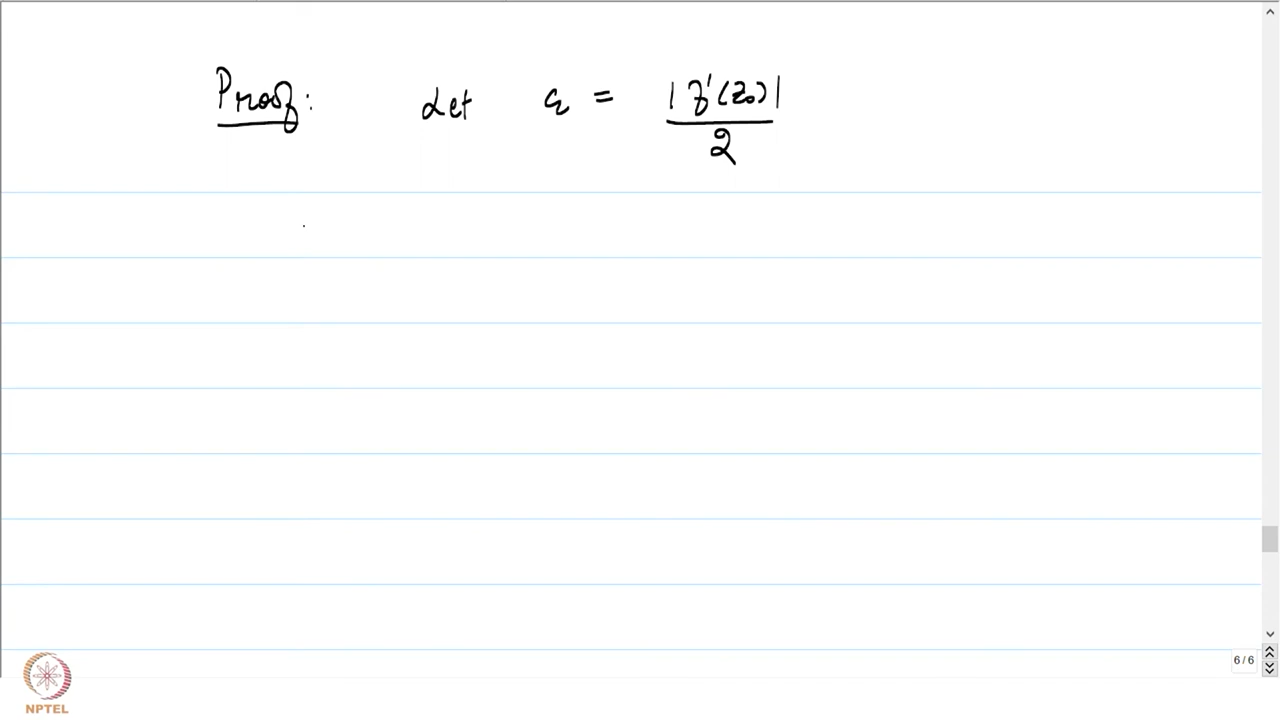 Proof: Let ε = |f'(z₀)| / 2
6 / 6
NPTEL